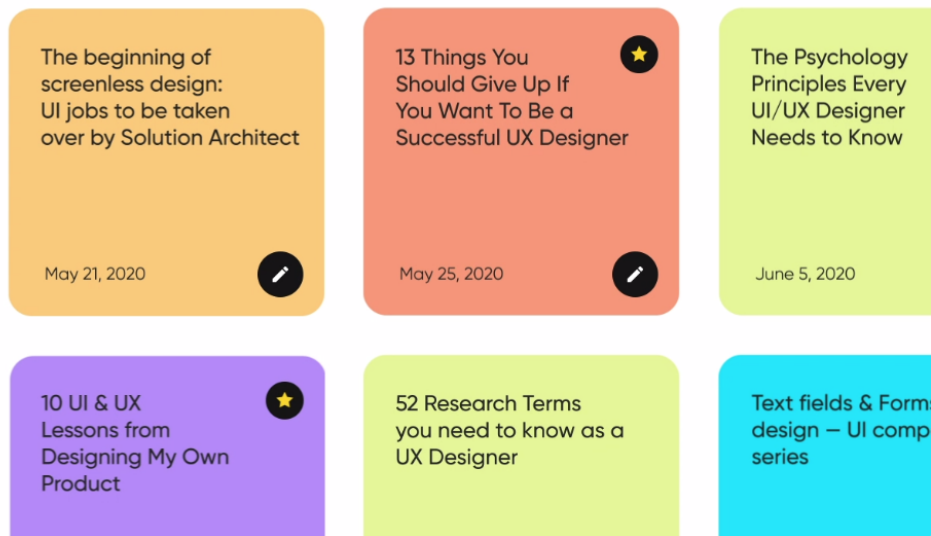 The beginning of
screenless design:
UI jobs to be taken
over by Solution Architect
May 21, 2020
13 Things You
Should Give Up If
You Want To Be a
Successful UX Designer
May 25, 2020
The Psychology
Principles Every
UI/UX Designer
Needs to Know
June 5, 2020
10 UI & UX
Lessons from
Designing My Own
Product
52 Research Terms
you need to know as a
UX Designer
Text fields & Forms
design — UI comp
series